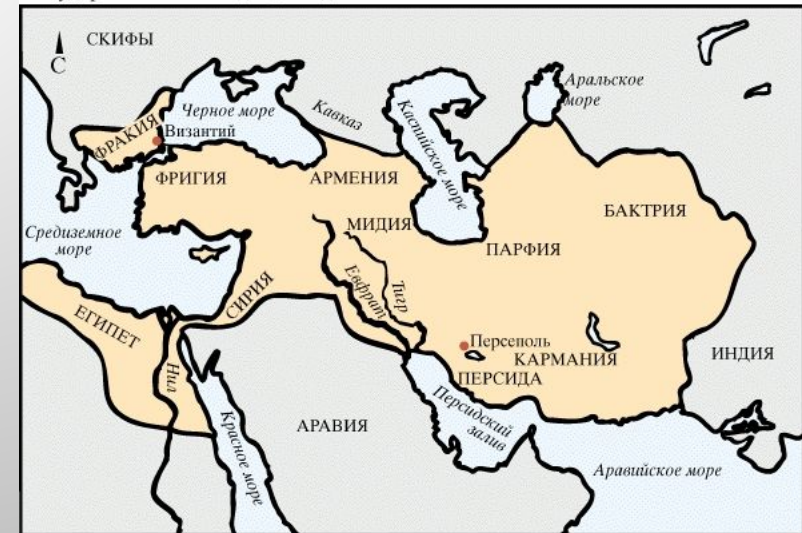 СКИФЫ
С
Аральское
море
Черное море
Кавказ
Каспийское море
ФРАКИЯ
Византий
ФРИГИЯ
АРМЕНИЯ
БАКТРИЯ
Средиземное
море
МИДИЯ
ПАРФИЯ
СИРИЯ
Евфрат
Тигр
ЕГИПЕТ
Персеполь
КАРМАНИЯ
ИНДИЯ
Нил
ПЕРСИДА
Красное море
АРАВИЯ
Персидский
залив
Аравийское море